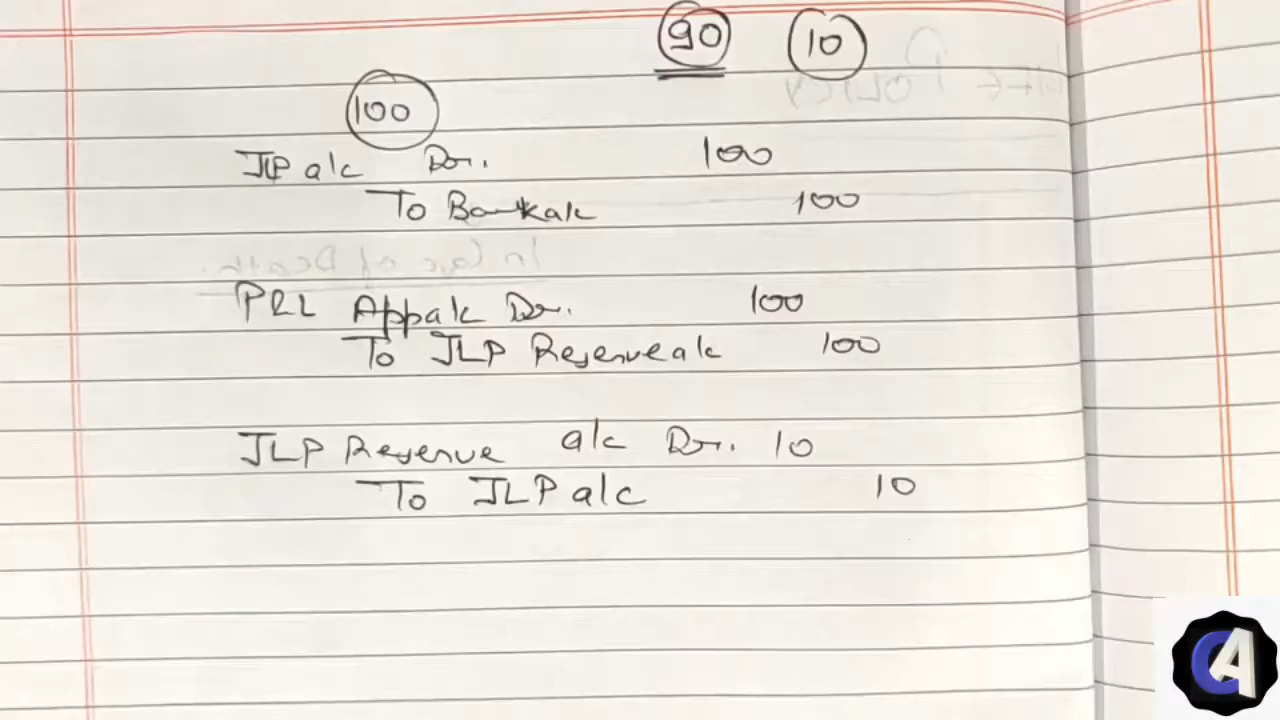 90 10
100
JLP a/c Dr. 100
To Bank a/c 100
P&L App a/c Dr. 100
To JLP Reserve a/c 100
JLP Reserve a/c Dr. 10
To JLP a/c 10
CA